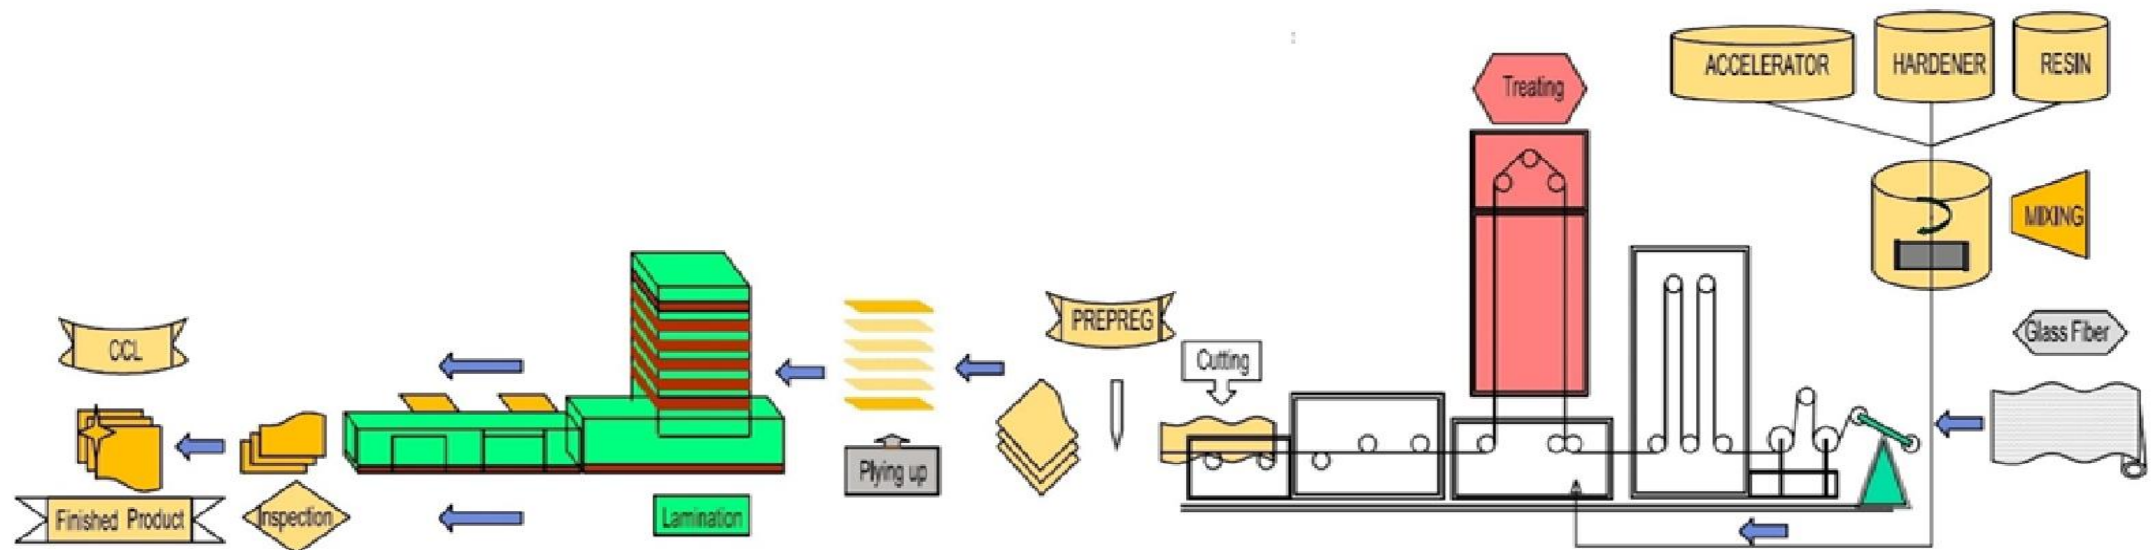 ACCELERATOR
HARDENER
RESIN
Treating
MIXING
Glass Fiber
PREPREG
Cutting
CCL
Plying up
Finished Product
Inspection
Lamination